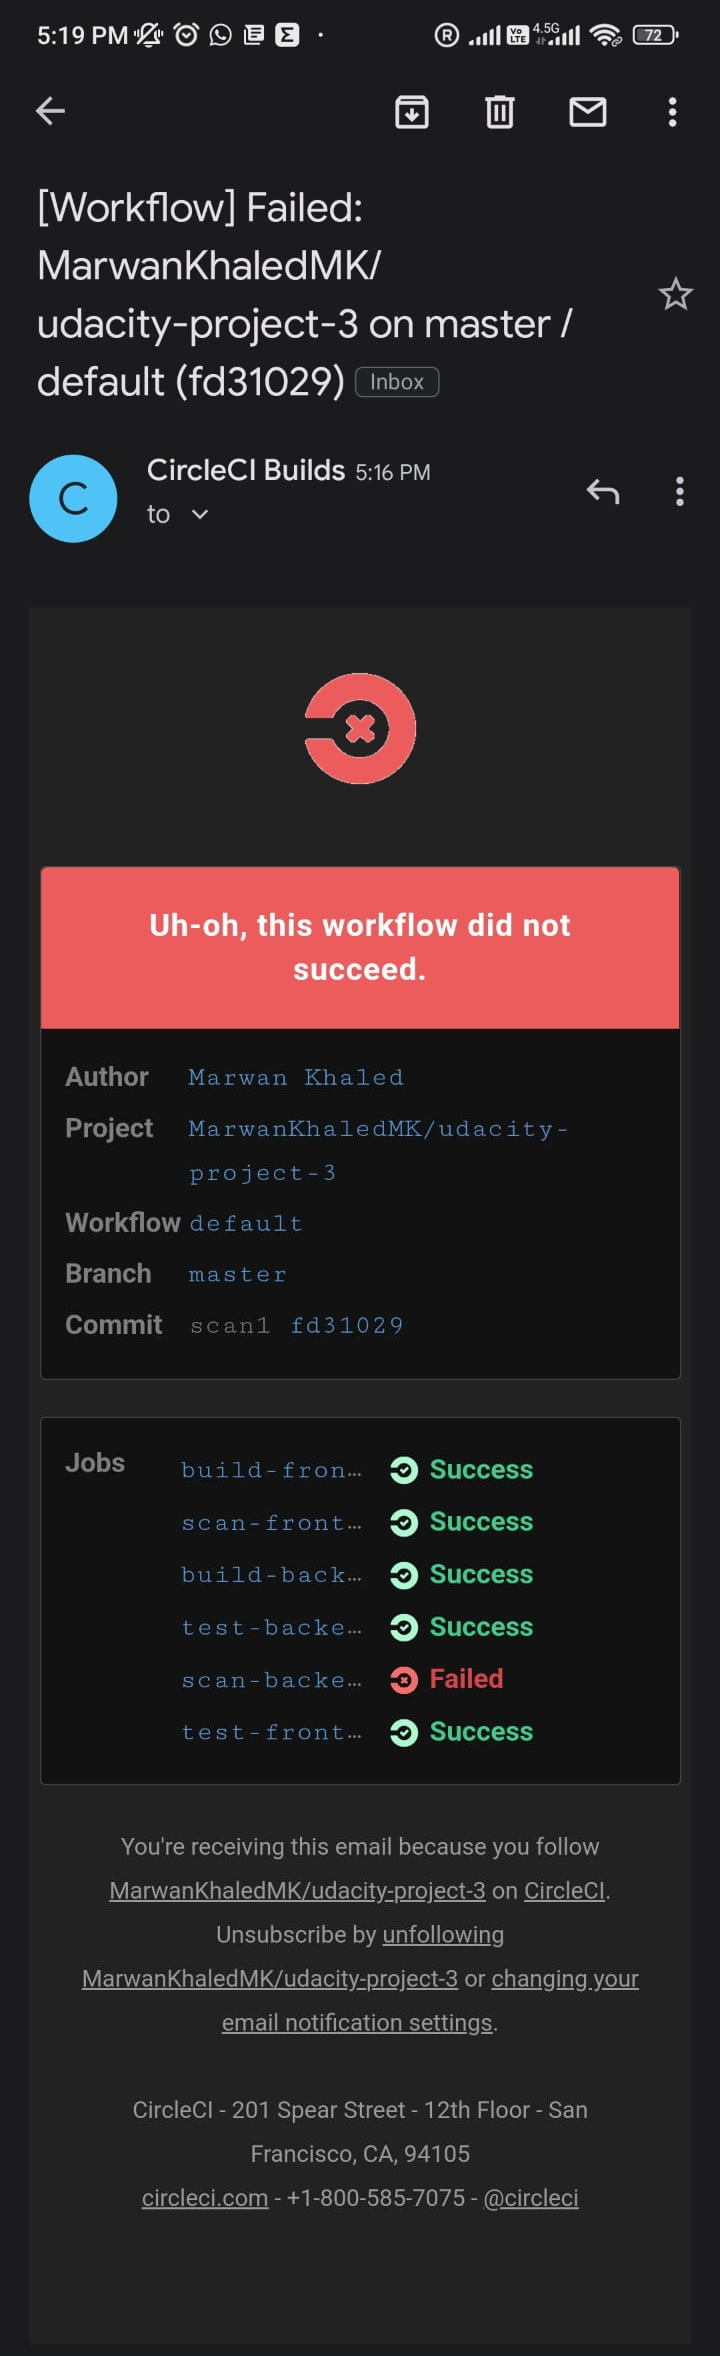 5:19 PM
R Vo LTE 4.5G 72
[Workflow] Failed:
MarwanKhaledMK/
udacity-project-3 on master /
default (fd31029) Inbox
C
CircleCI Builds 5:16 PM
to
Uh-oh, this workflow did not
succeed.
Author Marwan Khaled
Project MarwanKhaledMK/udacity-
project-3
Workflow default
Branch master
Commit scan1 fd31029
Jobs build-fron... Success
scan-front... Success
build-back... Success
test-backe... Success
scan-backe... Failed
test-front... Success
You're receiving this email because you follow
MarwanKhaledMK/udacity-project-3 on CircleCI.
Unsubscribe by unfollowing
MarwanKhaledMK/udacity-project-3 or changing your
email notification settings.
CircleCI - 201 Spear Street - 12th Floor - San
Francisco, CA, 94105
circleci.com - +1-800-585-7075 - @circleci